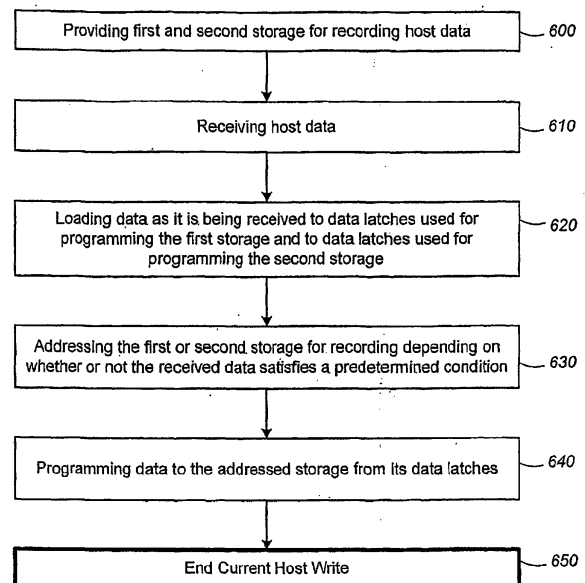 Providing first and second storage for recording host data
600
Receiving host data
610
Loading data as it is being received to data latches used for
programming the first storage and to data latches used for
programming the second storage
620
Addressing the first or second storage for recording depending on
whether or not the received data satisfies a predetermined condition
630
Programming data to the addressed storage from its data latches
640
End Current Host Write
650